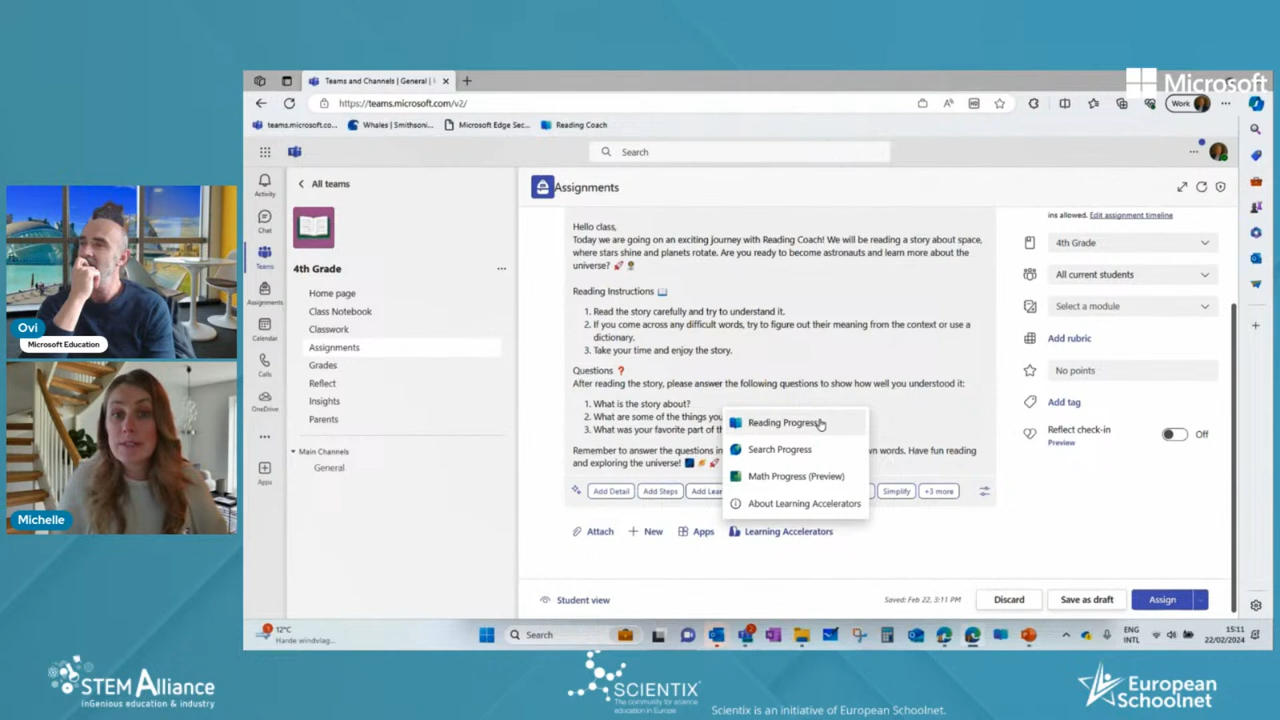 Microsoft
Teams and Channels | General |
https://teams.microsoft.com/v2/
Work
teams.microsoft.co...
Whales | Smithsoni...
Microsoft Edge Sec...
Reading Coach
Search
Activity
Chat
Teams
Assignments
Calendar
Calls
OneDrive
Apps
All teams
4th Grade
Home page
Class Notebook
Classwork
Assignments
Grades
Reflect
Insights
Parents
Main Channels
General
Assignments
Hello class,
Today we are going on an exciting journey with Reading Coach! We will be reading a story about space,
where stars shine and planets rotate. Are you ready to become astronauts and learn more about the
universe? 🚀 👩‍🚀
Reading Instructions 📖
1. Read the story carefully and try to understand it.
2. If you come across any difficult words, try to figure out their meaning from the context or use a
dictionary.
3. Take your time and enjoy the story.
Questions ❓
After reading the story, please answer the following questions to show how well you understood it:
1. What is the story about?
2. What are some of the things you
3. What was your favorite part of th
Remember to answer the questions in
wn words. Have fun reading
and exploring the universe! 🌌 🌠 🚀
Reading Progress
Search Progress
Math Progress (Preview)
About Learning Accelerators
Add Detail
Add Steps
Add Lear
Simplify
+3 more
Attach
New
Apps
Learning Accelerators
ins allowed. Edit assignment timeline
4th Grade
All current students
Select a module
Add rubric
No points
Add tag
Reflect check-in
Preview
Off
Student view
Saved: Feb 22, 3:11 PM
Discard
Save as draft
Assign
12°C
Harde windvlag...
Search
ENG
INTL
15:11
22/02/2024
Ovi
Microsoft Education
Michelle
STEM Alliance
inGenious education & industry
SCIENTIX
The community for science
education in Europe
Scientix is an initiative of European Schoolnet.
European
Schoolnet